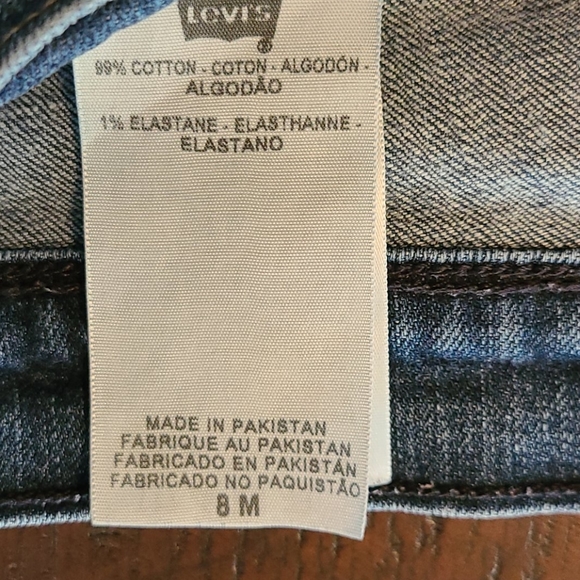 Levi's
®
99% COTTON - COTON - ALGODÓN -
ALGODÃO
1% ELASTANE - ELASTHANNE -
ELASTANO
MADE IN PAKISTAN
FABRIQUE AU PAKISTAN
FABRICADO EN PAKISTÁN
FABRICADO NO PAQUISTÃO
8 M